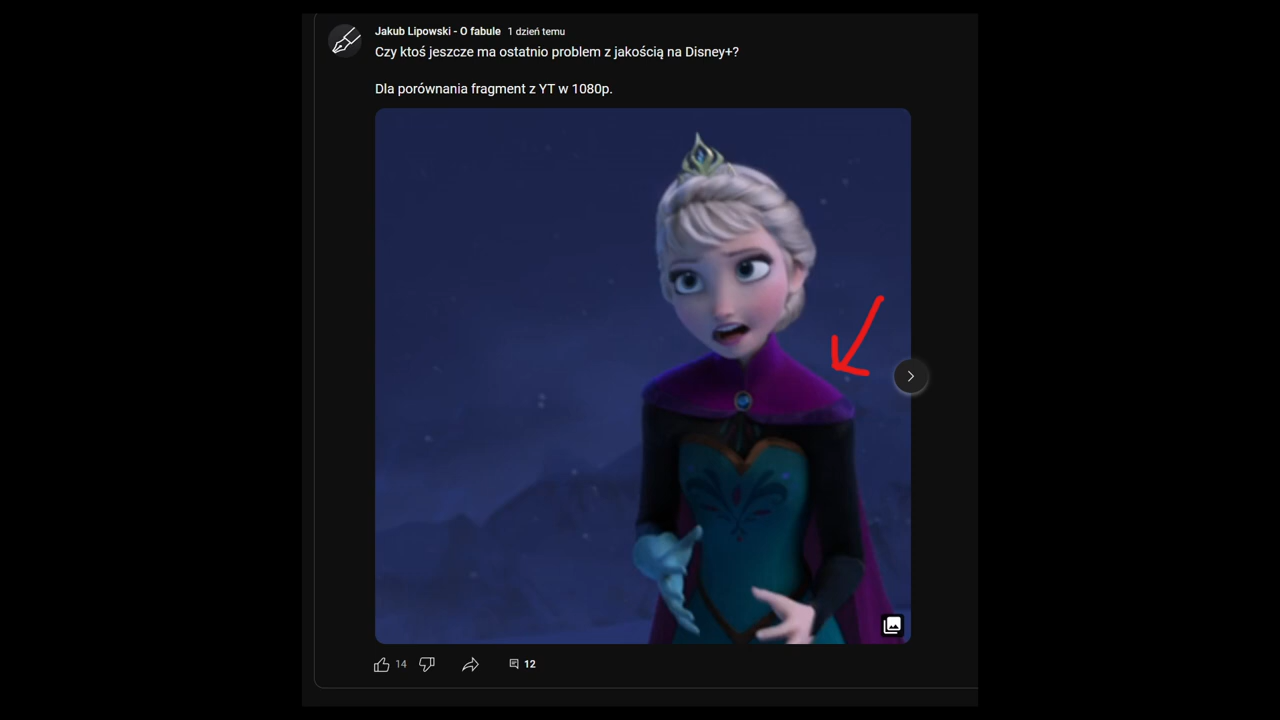 Jakub Lipowski - O fabule 1 dzień temu
Czy ktoś jeszcze ma ostatnio problem z jakością na Disney+?
Dla porównania fragment z YT w 1080p.
14 12